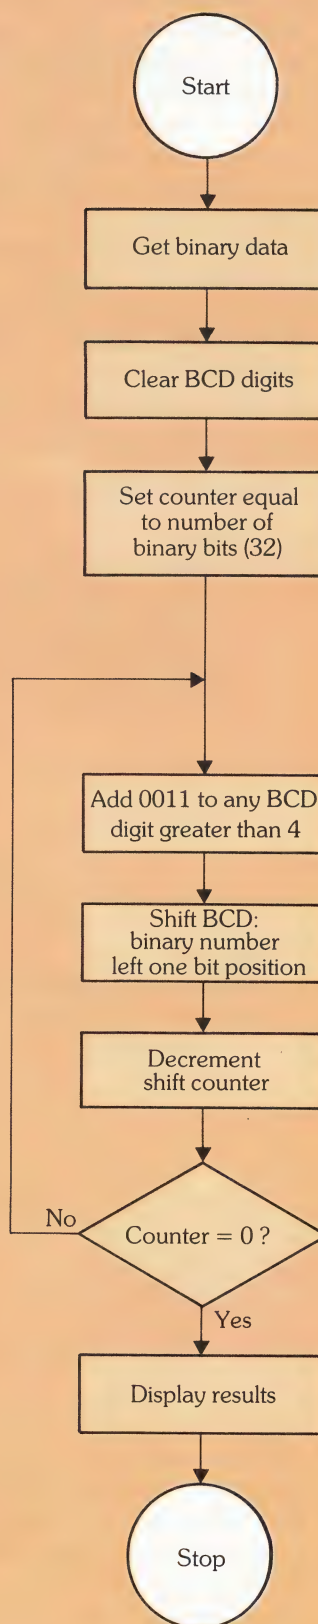 Start
Get binary data
Clear BCD digits
Set counter equal
to number of
binary bits (32)
Add 0011 to any BCD
digit greater than 4
Shift BCD:
binary number
left one bit position
Decrement
shift counter
No
Counter = 0 ?
Yes
Display results
Stop